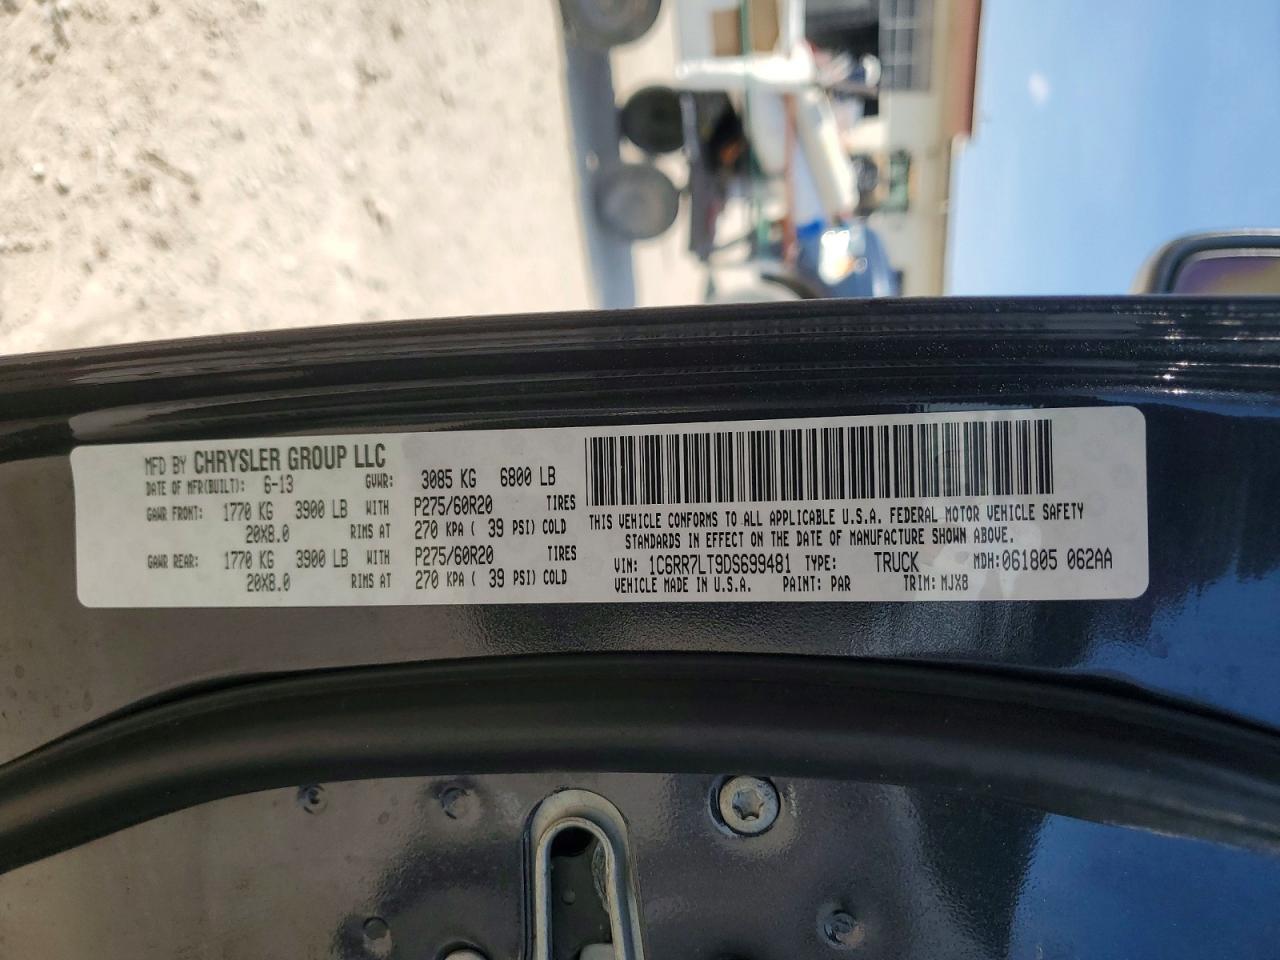 MFD BY CHRYSLER GROUP LLC
DATE OF MFR(BUILT): 6-13 GVWR: 3085 KG 6800 LB
GAWR FRONT: 1770 KG 3900 LB WITH P275/60R20 TIRES
20X8.0 RIMS AT 270 KPA ( 39 PSI) COLD
GAWR REAR: 1770 KG 3900 LB WITH P275/60R20 TIRES
20X8.0 RIMS AT 270 KPA ( 39 PSI) COLD
THIS VEHICLE CONFORMS TO ALL APPLICABLE U.S.A. FEDERAL MOTOR VEHICLE SAFETY
STANDARDS IN EFFECT ON THE DATE OF MANUFACTURE SHOWN ABOVE.
VIN: 1C6RR7LT9DS699481 TYPE: TRUCK MDH:061805 062AA
VEHICLE MADE IN U.S.A. PAINT: PAR TRIM: MJX8